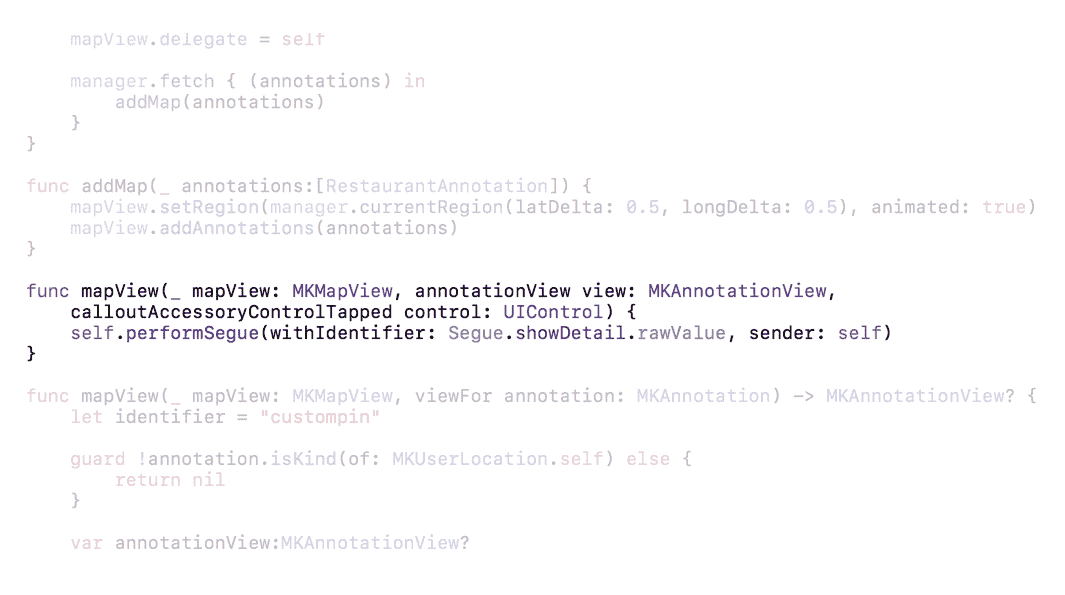 mapView.delegate = self
manager.fetch { (annotations) in
addMap(annotations)
}
}
func addMap(_ annotations:[RestaurantAnnotation]) {
mapView.setRegion(manager.currentRegion(latDelta: 0.5, longDelta: 0.5), animated: true)
mapView.addAnnotations(annotations)
}
func mapView(_ mapView: MKMapView, annotationView view: MKAnnotationView,
calloutAccessoryControlTapped control: UIControl) {
self.performSegue(withIdentifier: Segue.showDetail.rawValue, sender: self)
}
func mapView(_ mapView: MKMapView, viewFor annotation: MKAnnotation) -> MKAnnotationView? {
let identifier = "custompin"
guard !annotation.isKind(of: MKUserLocation.self) else {
return nil
}
var annotationView:MKAnnotationView?